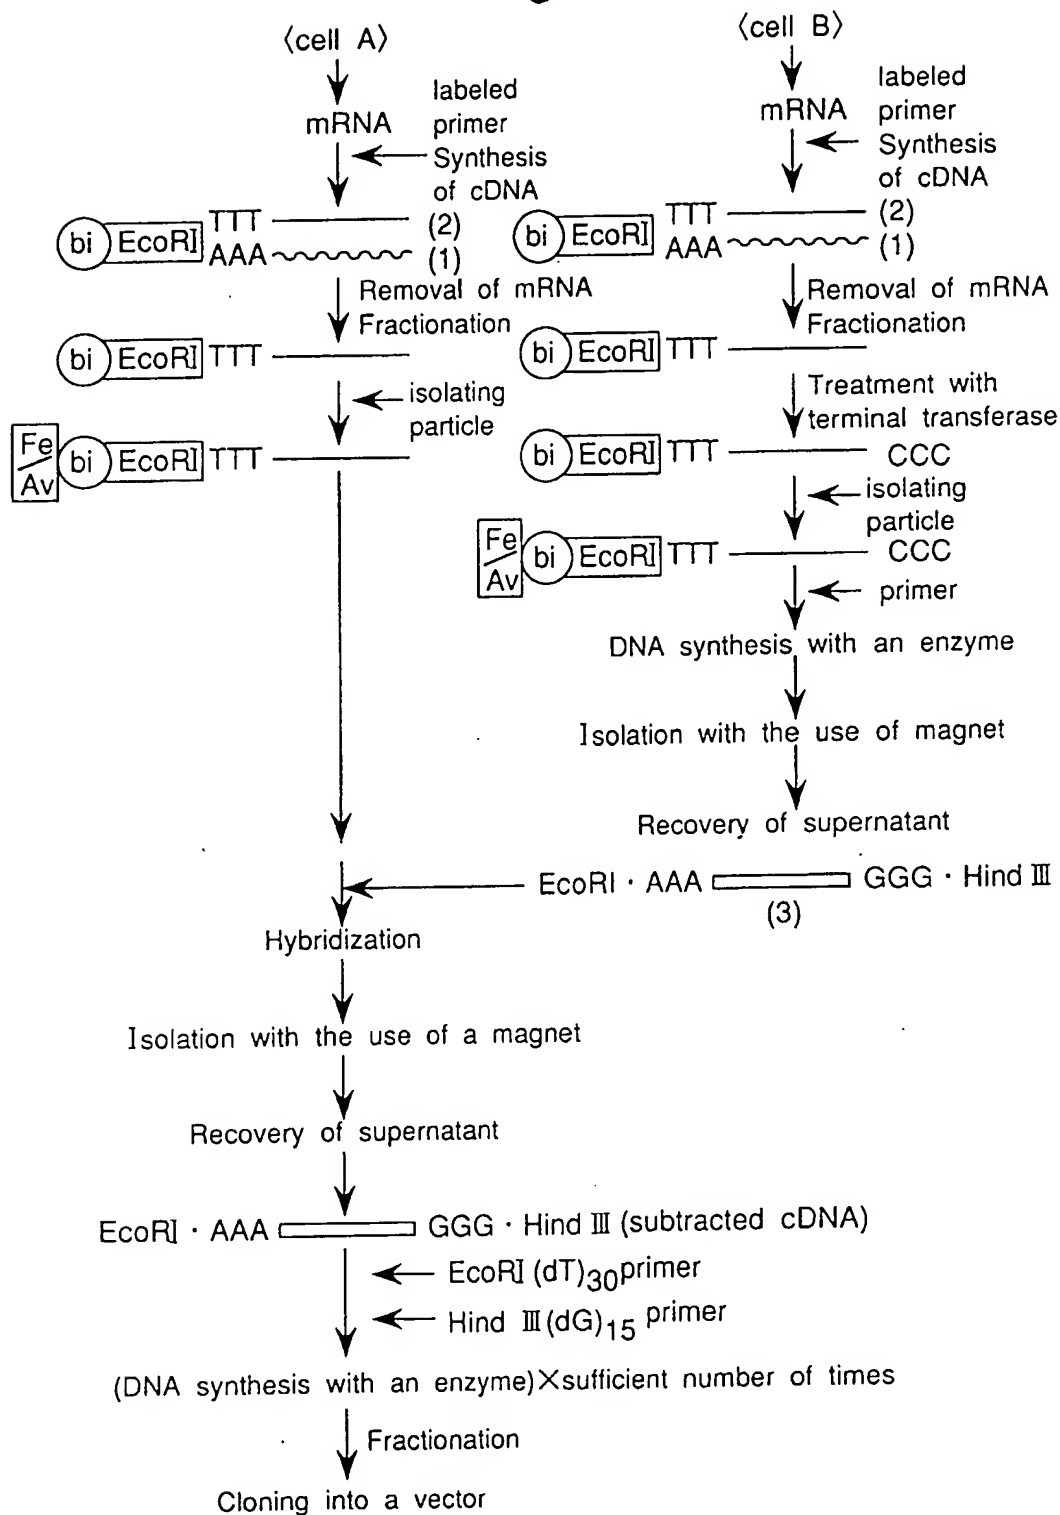 〈cell A〉
mRNA
labeled
primer
Synthesis
of cDNA
bi EcoRI TTT (2)
AAA (1)
Removal of mRNA
Fractionation
bi EcoRI TTT
isolating
particle
Fe
Av
bi EcoRI TTT
〈cell B〉
mRNA
labeled
primer
Synthesis
of cDNA
bi EcoRI TTT (2)
AAA (1)
Removal of mRNA
Fractionation
bi EcoRI TTT
Treatment with
terminal transferase
bi EcoRI TTT CCC
isolating
particle
Fe
Av
bi EcoRI TTT CCC
primer
DNA synthesis with an enzyme
Isolation with the use of magnet
Recovery of supernatant
EcoRI · AAA GGG · Hind III
(3)
Hybridization
Isolation with the use of a magnet
Recovery of supernatant
EcoRI · AAA GGG · Hind III (subtracted cDNA)
EcoRI (dT)30 primer
Hind III (dG)15 primer
(DNA synthesis with an enzyme)×sufficient number of times
Fractionation
Cloning into a vector